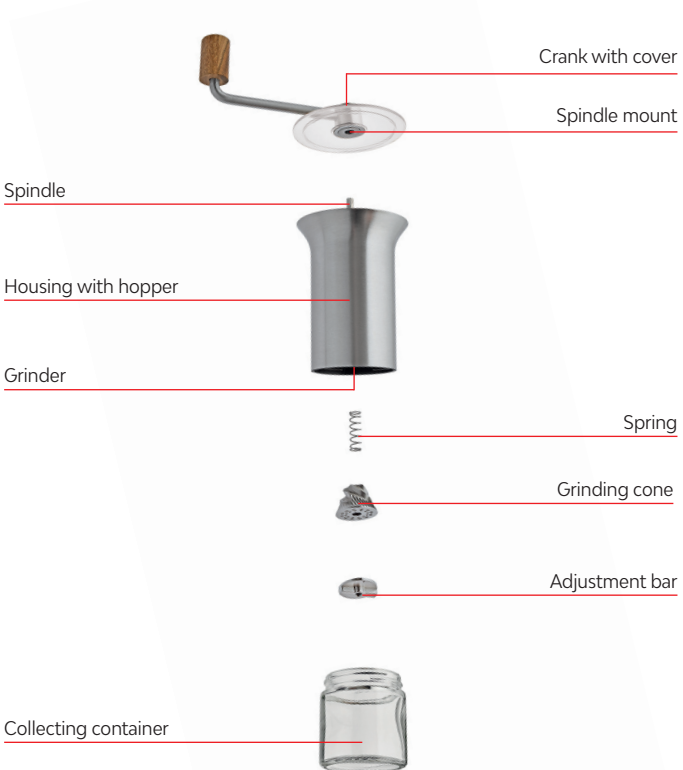 Crank with cover
Spindle mount
Spindle
Housing with hopper
Grinder
Spring
Grinding cone
Adjustment bar
Collecting container